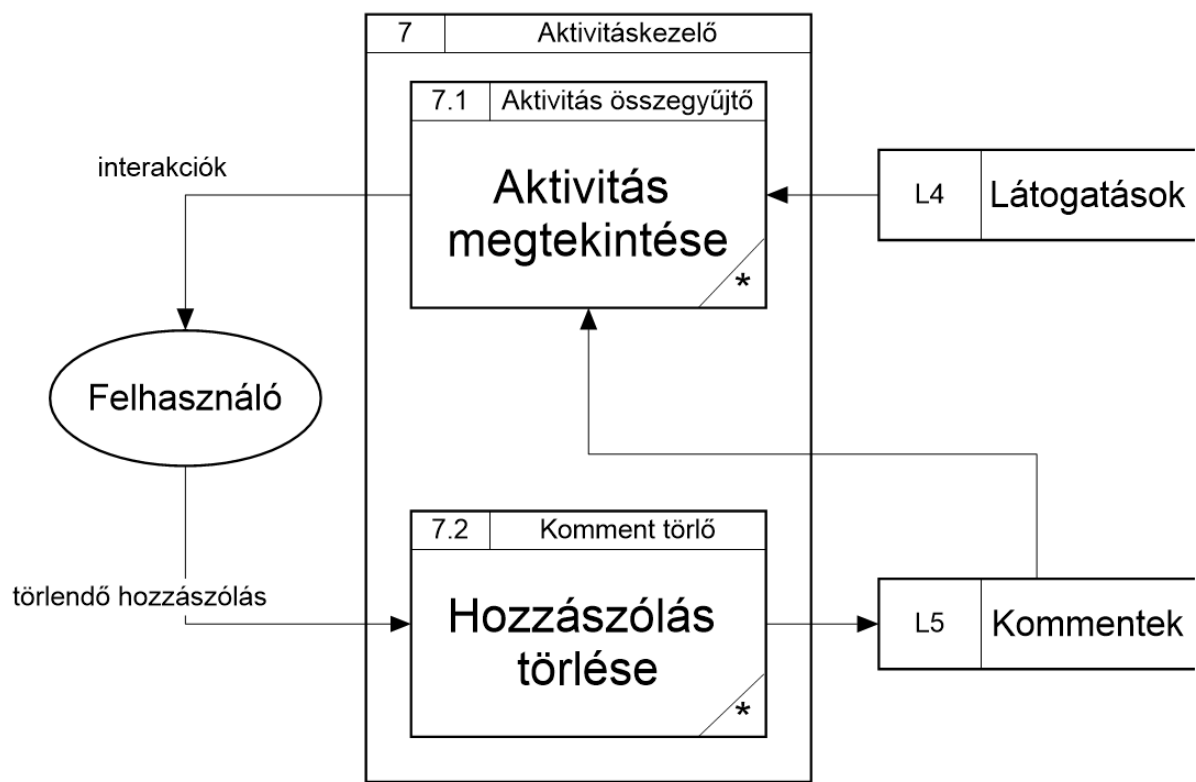 7 Aktivitáskezelő
7.1 Aktivitás összegyűjtő
Aktivitás
megtekintése
*
interakciók
L4 Látogatások
Felhasználó
7.2 Komment törlő
törlendő hozzászólás
Hozzászólás
törlése
*
L5 Kommentek